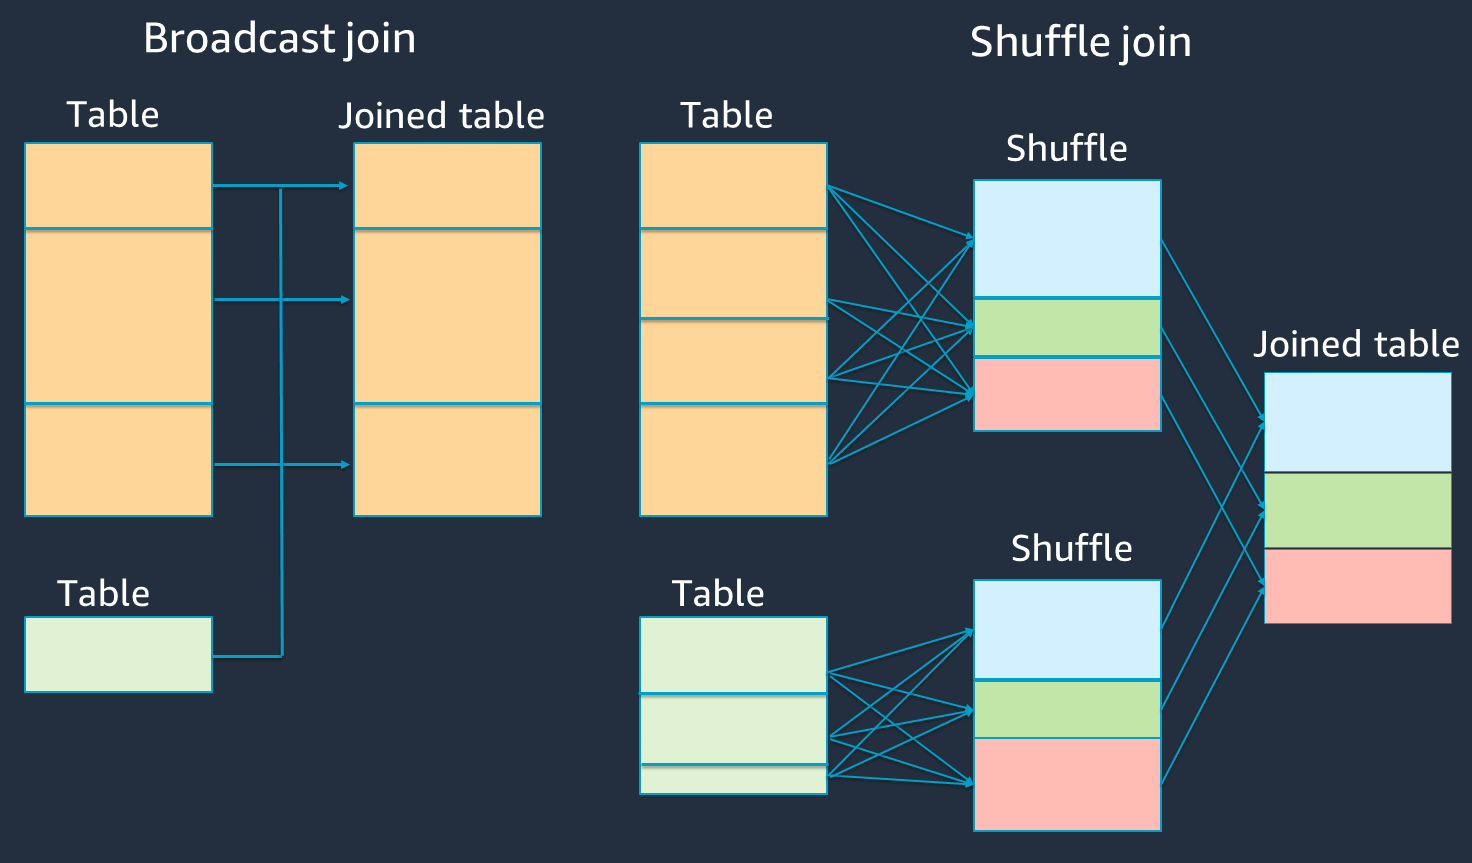 Broadcast join
Table
Joined table
Table
Shuffle join
Table
Shuffle
Joined table
Table
Shuffle